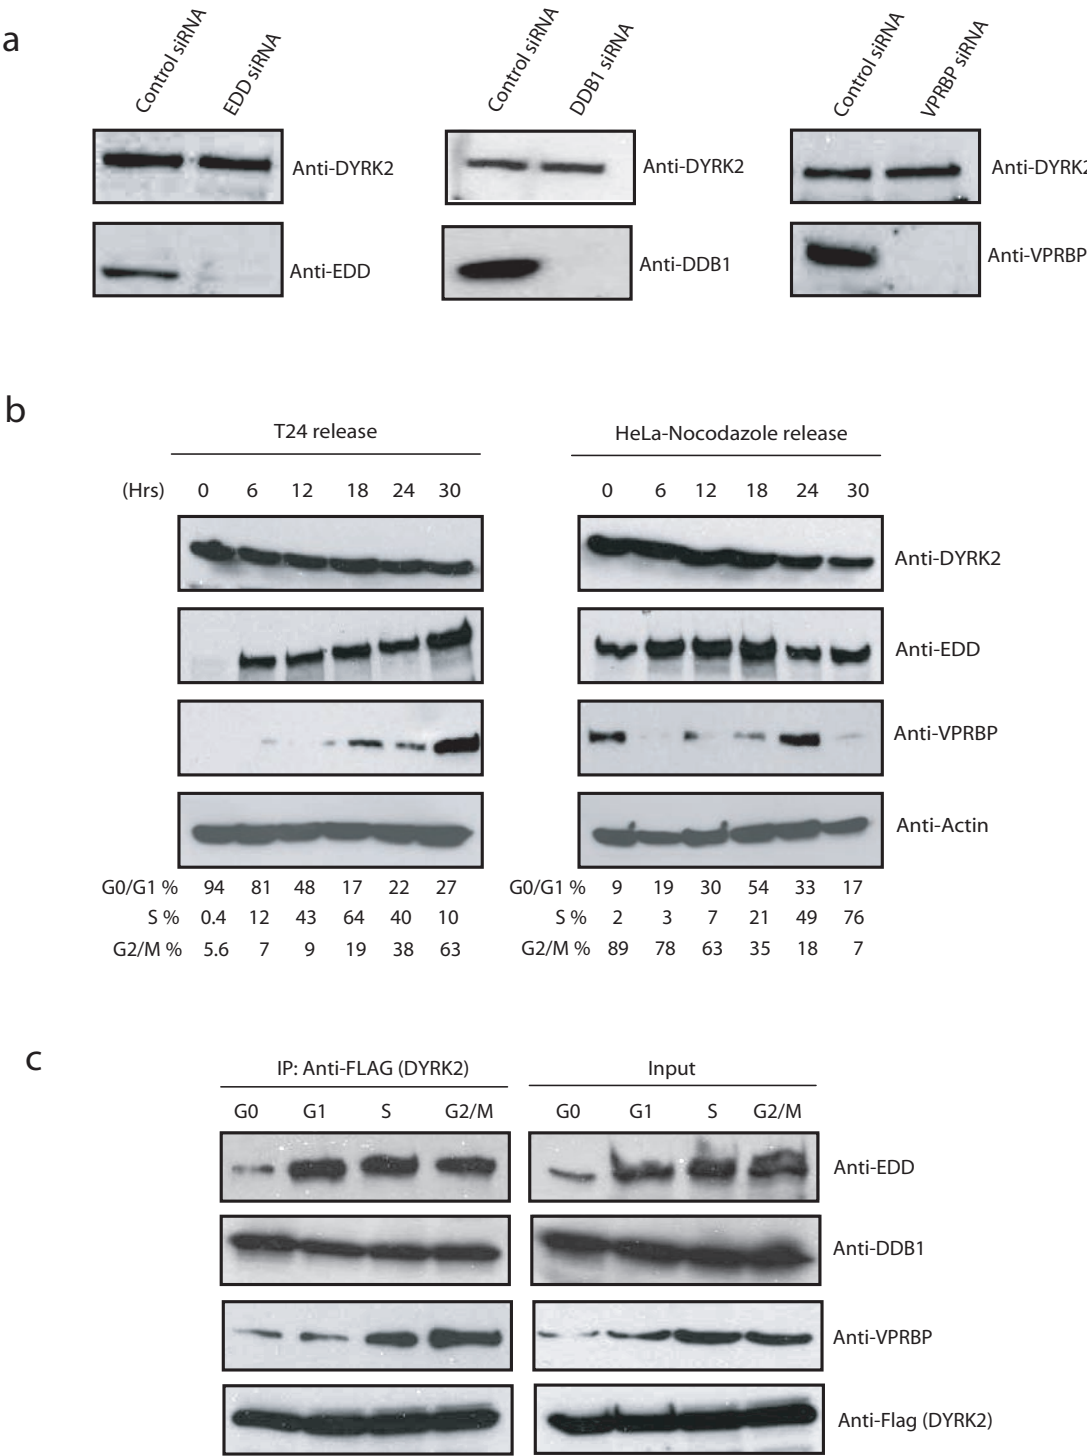 a
Control siRNA
EDD siRNA
Control siRNA
DDB1 siRNA
Control siRNA
VPRBP siRNA
Anti-DYRK2
Anti-DYRK2
Anti-DYRK2
Anti-EDD
Anti-DDB1
Anti-VPRBP
b
T24 release HeLa-Nocodazole release
(Hrs) 0 6 12 18 24 30 0 6 12 18 24 30
Anti-DYRK2
Anti-EDD
Anti-VPRBP
Anti-Actin
G0/G1 % 94 81 48 17 22 27 G0/G1 % 9 19 30 54 33 17
S % 0.4 12 43 64 40 10 S % 2 3 7 21 49 76
G2/M % 5.6 7 9 19 38 63 G2/M % 89 78 63 35 18 7
c
IP: Anti-FLAG (DYRK2) Input
G0 G1 S G2/M G0 G1 S G2/M
Anti-EDD
Anti-DDB1
Anti-VPRBP
Anti-Flag (DYRK2)